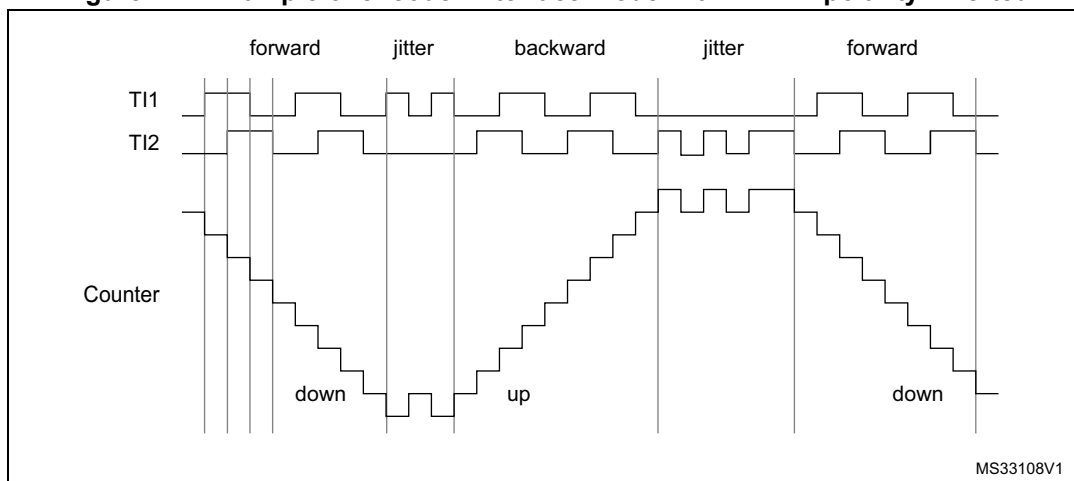 forward jitter backward jitter forward
TI1
TI2
Counter
down up down
MS33108V1